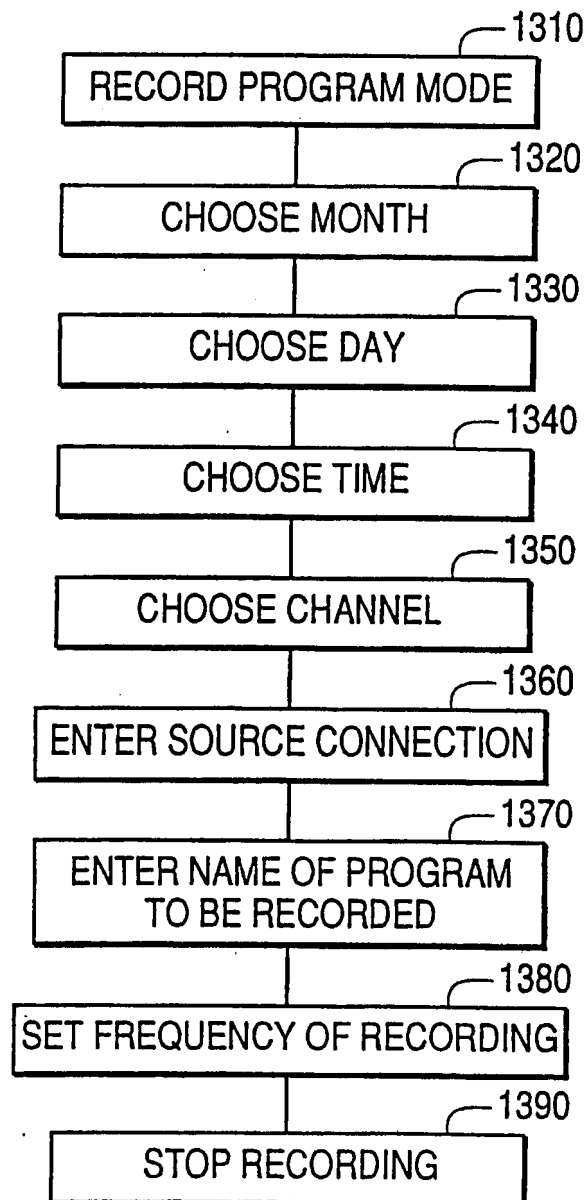 1310
RECORD PROGRAM MODE
1320
CHOOSE MONTH
1330
CHOOSE DAY
1340
CHOOSE TIME
1350
CHOOSE CHANNEL
1360
ENTER SOURCE CONNECTION
1370
ENTER NAME OF PROGRAM
TO BE RECORDED
1380
SET FREQUENCY OF RECORDING
1390
STOP RECORDING